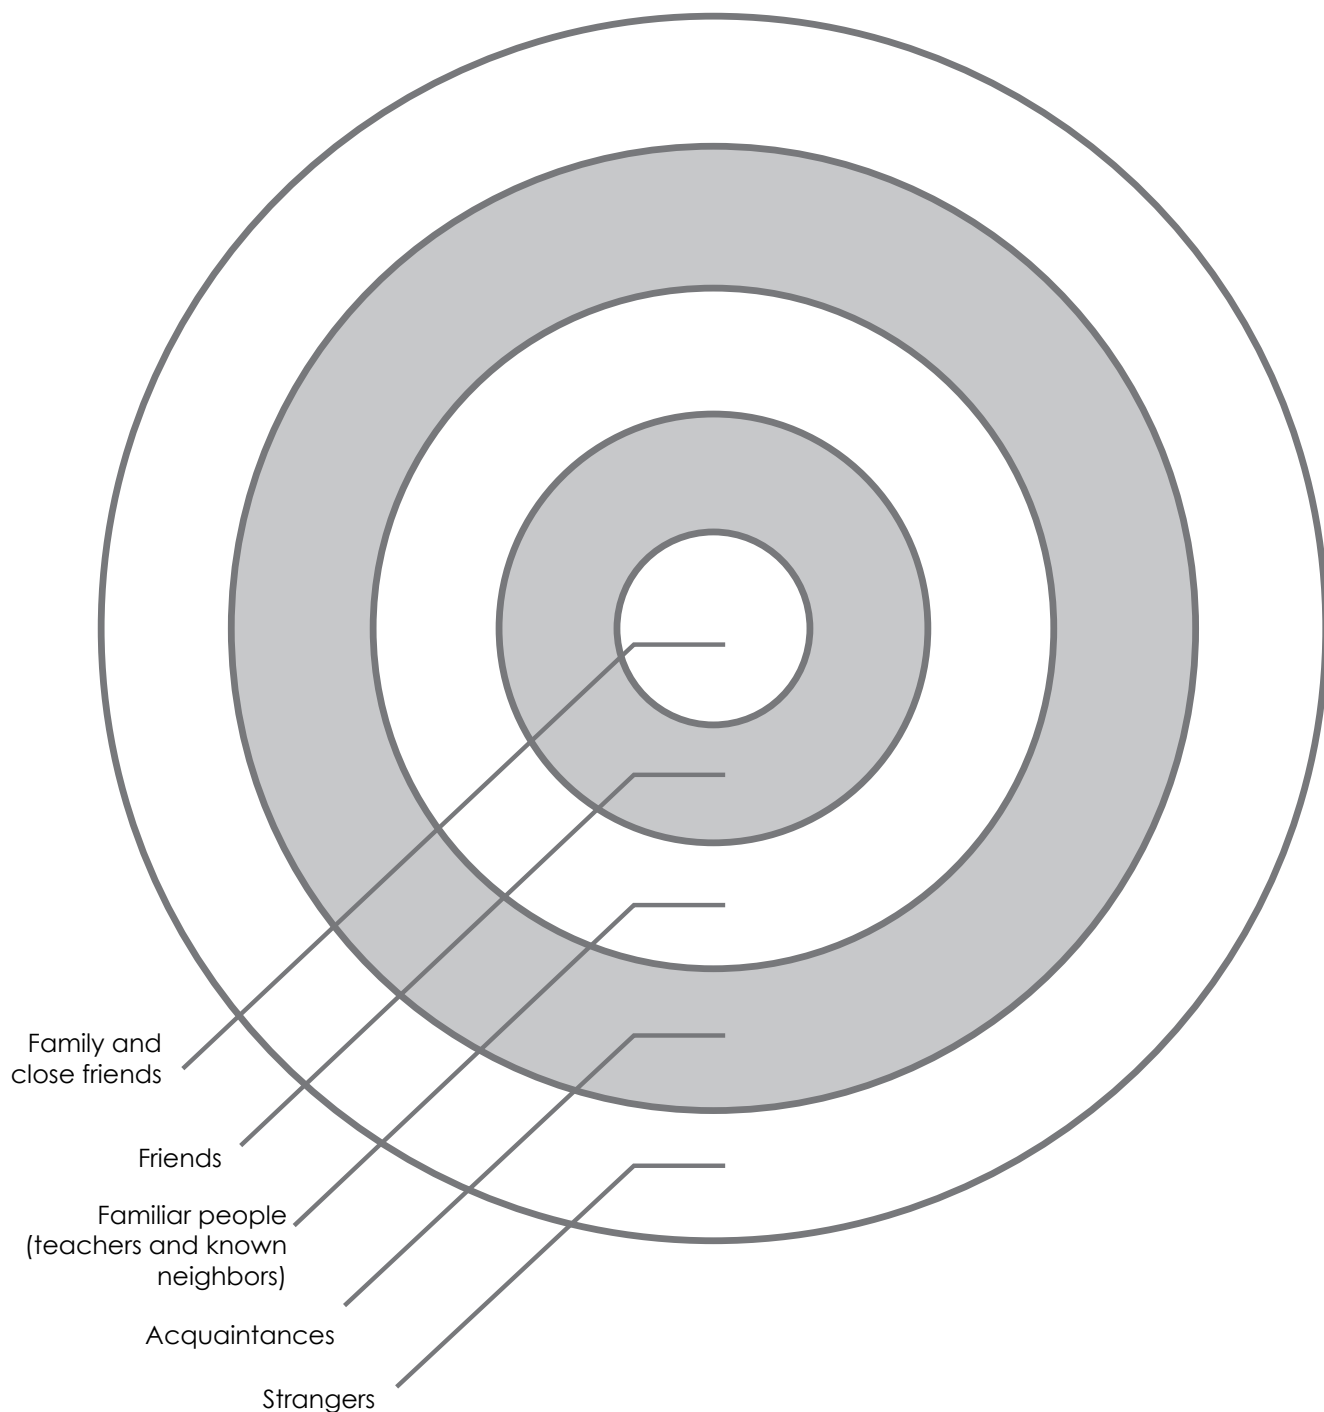 Family and
close friends
Friends
Familiar people
(teachers and known
neighbors)
Acquaintances
Strangers